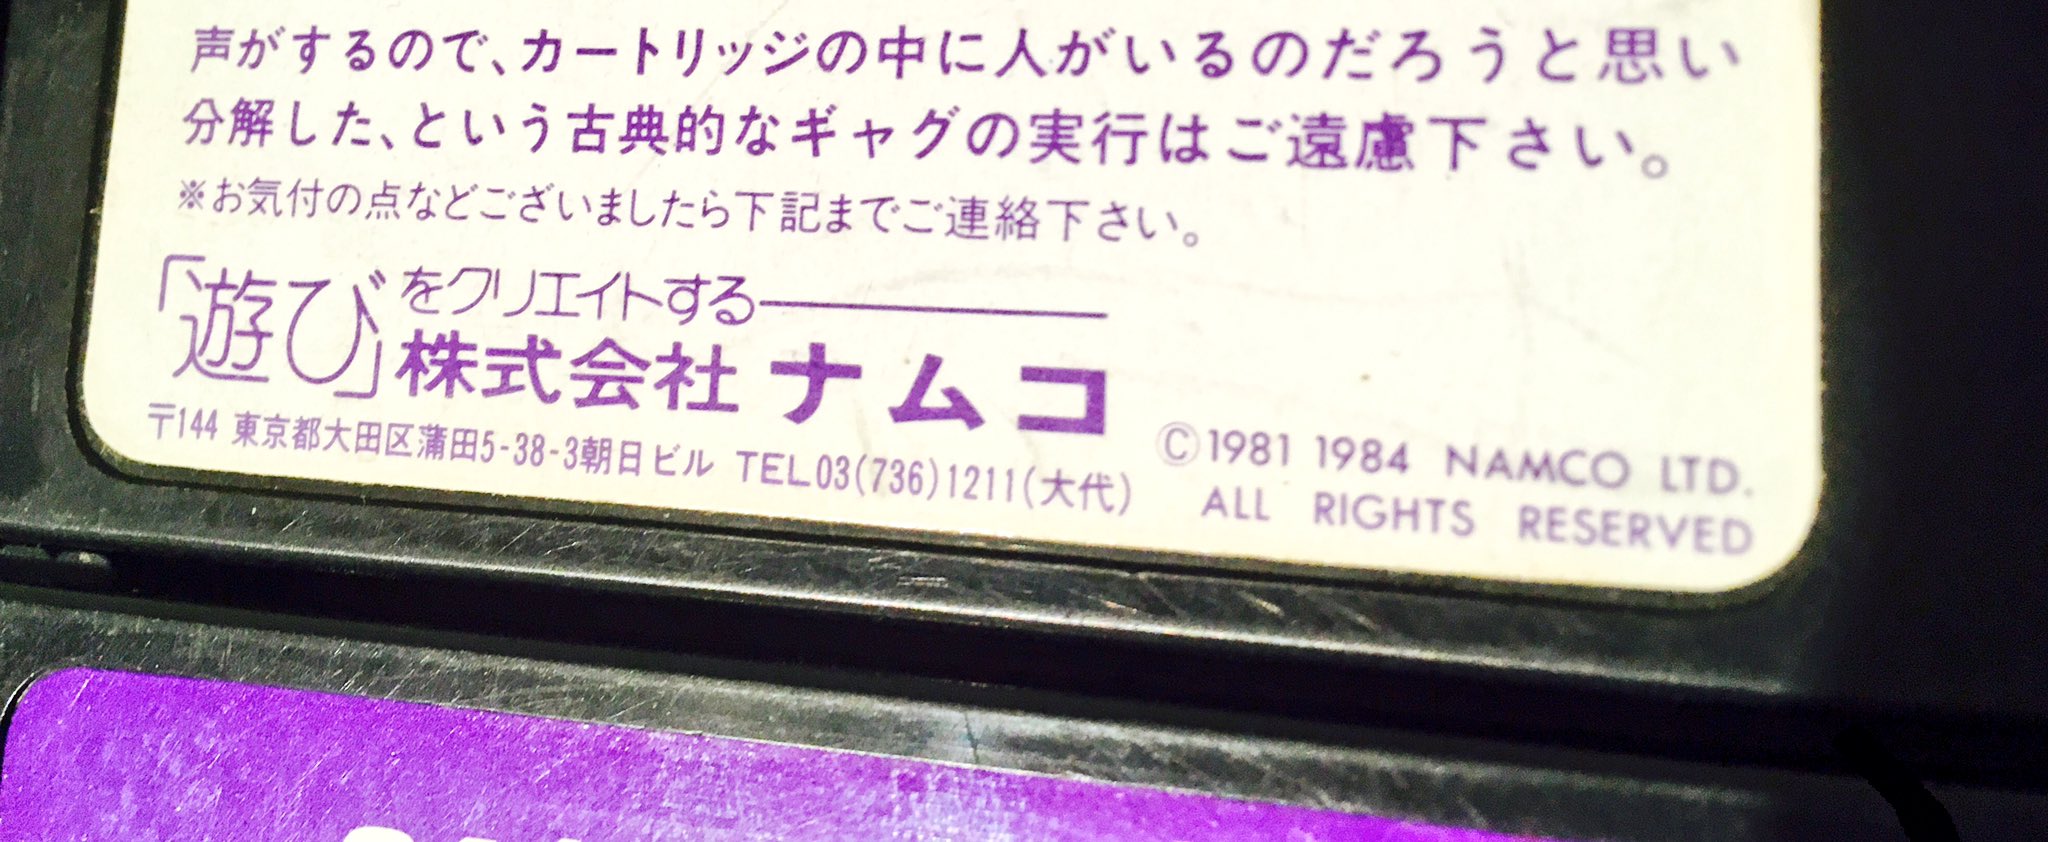 声がするので、カートリッジの中に人がいるのだろうと思い
分解した、という古典的なギャグの実行はご遠慮下さい。
※お気付の点などございましたら下記までご連絡下さい。
「遊び」をクリエイトする
株式会社ナムコ
〒144 東京都大田区蒲田5-38-3朝日ビル TEL03(736)1211(大代)
©1981 1984 NAMCO LTD.
ALL RIGHTS RESERVED